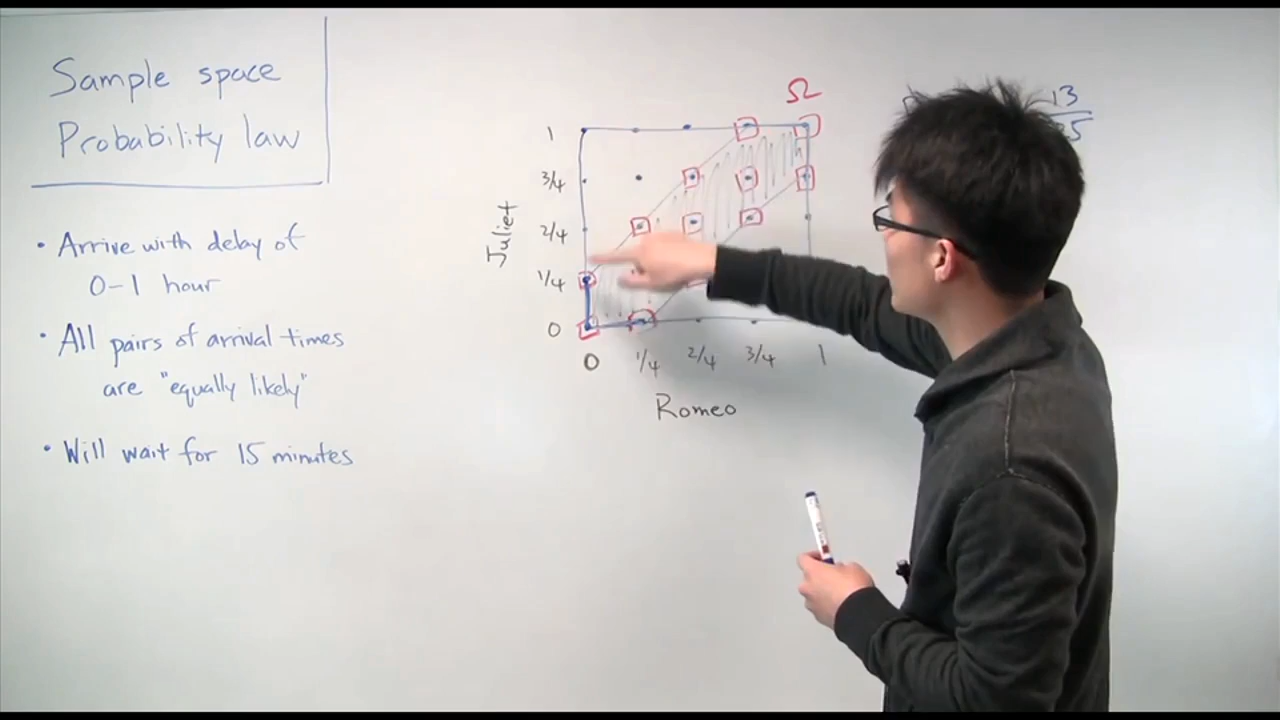 Sample space
Probability law
• Arrive with delay of
0-1 hour
• All pairs of arrival times
are "equally likely"
• Will wait for 15 minutes
Ω
1
3/4
2/4
1/4
0
Juliet
0 1/4 2/4 3/4 1
Romeo
13